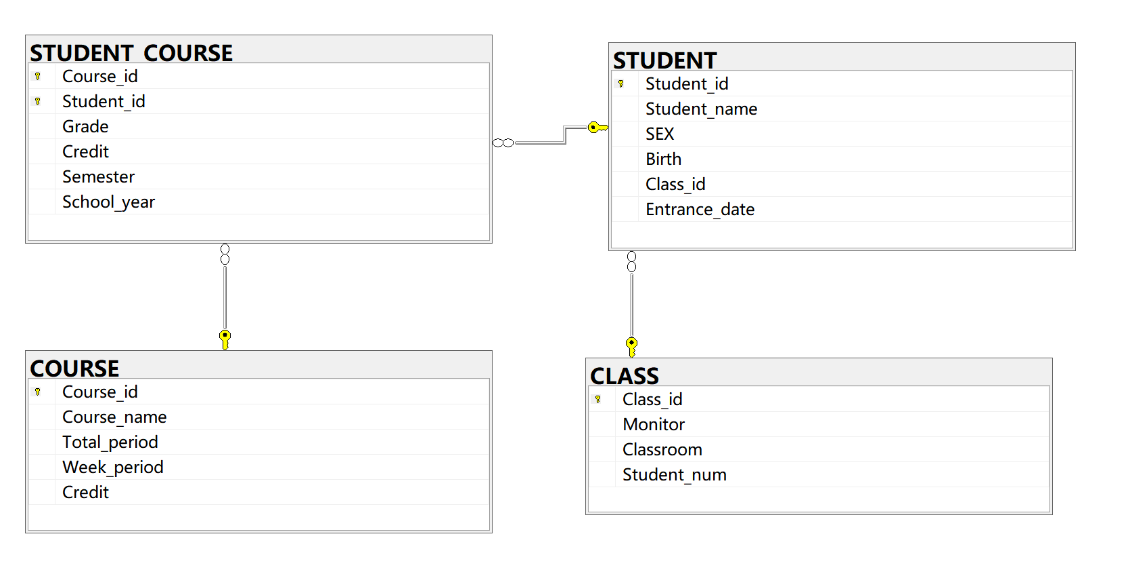 STUDENT_COURSE
Course_id
Student_id
Grade
Credit
Semester
School_year
STUDENT
Student_id
Student_name
SEX
Birth
Class_id
Entrance_date
COURSE
Course_id
Course_name
Total_period
Week_period
Credit
CLASS
Class_id
Monitor
Classroom
Student_num